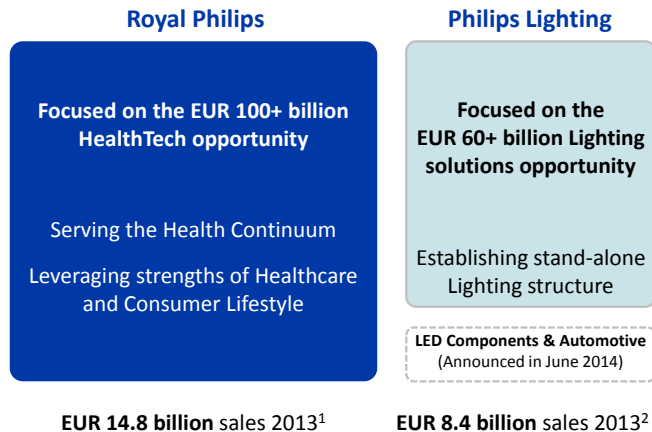 Royal Philips
Focused on the EUR 100+ billion
HealthTech opportunity
Serving the Health Continuum
Leveraging strengths of Healthcare
and Consumer Lifestyle
EUR 14.8 billion sales 2013¹
Philips Lighting
Focused on the
EUR 60+ billion Lighting
solutions opportunity
Establishing stand-alone
Lighting structure
LED Components & Automotive
(Announced in June 2014)
EUR 8.4 billion sales 2013²